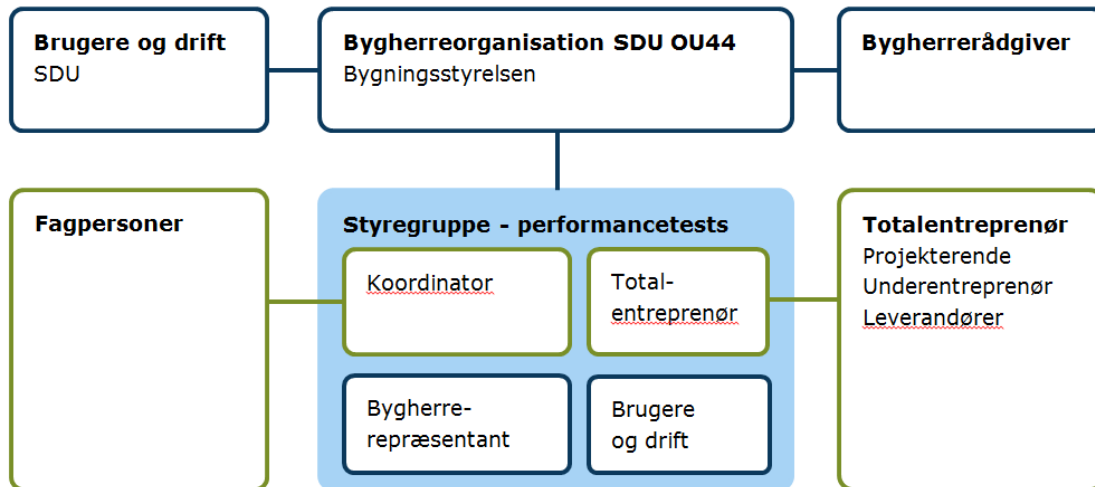 Brugere og drift
SDU
Bygherreorganisation SDU OU44
Bygningsstyrelsen
Bygherrerådgiver
Fagpersoner
Styregruppe - performancetests
Koordinator
Total-
entreprenør
Bygherre-
repræsentant
Brugere
og drift
Totalentreprenør
Projekterende
Underentreprenør
Leverandører